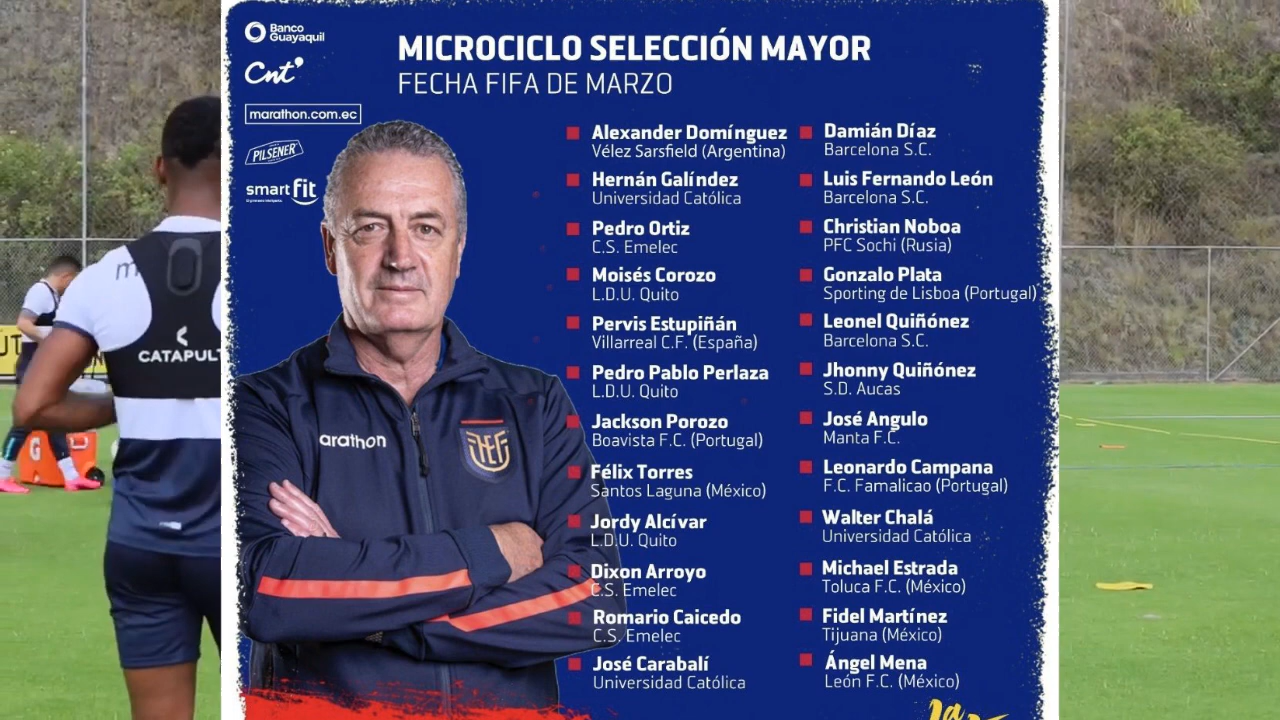 Banco
Guayaquil
Cnt
marathon.com.ec
PILSENER
smart fit
MICROCICLO SELECCIÓN MAYOR
FECHA FIFA DE MARZO
Alexander Domínguez
Vélez Sarsfield (Argentina)
Hernán Galíndez
Universidad Católica
Pedro Ortiz
C.S. Emelec
Moisés Corozo
L.D.U. Quito
Pervis Estupiñán
Villarreal C.F. (España)
Pedro Pablo Perlaza
L.D.U. Quito
Jackson Porozo
Boavista F.C. (Portugal)
Félix Torres
Santos Laguna (México)
Jordy Alcívar
L.D.U. Quito
Dixon Arroyo
C.S. Emelec
Romario Caicedo
C.S. Emelec
José Carabalí
Universidad Católica
Damián Díaz
Barcelona S.C.
Luis Fernando León
Barcelona S.C.
Christian Noboa
PFC Sochi (Rusia)
Gonzalo Plata
Sporting de Lisboa (Portugal)
Leonel Quiñónez
Barcelona S.C.
Jhonny Quiñónez
S.D. Aucas
José Angulo
Manta F.C.
Leonardo Campana
F.C. Famalicao (Portugal)
Walter Chalá
Universidad Católica
Michael Estrada
Toluca F.C. (México)
Fidel Martínez
Tijuana (México)
Ángel Mena
León F.C. (México)
La
arathon
FEF
m
CATAPULT
G